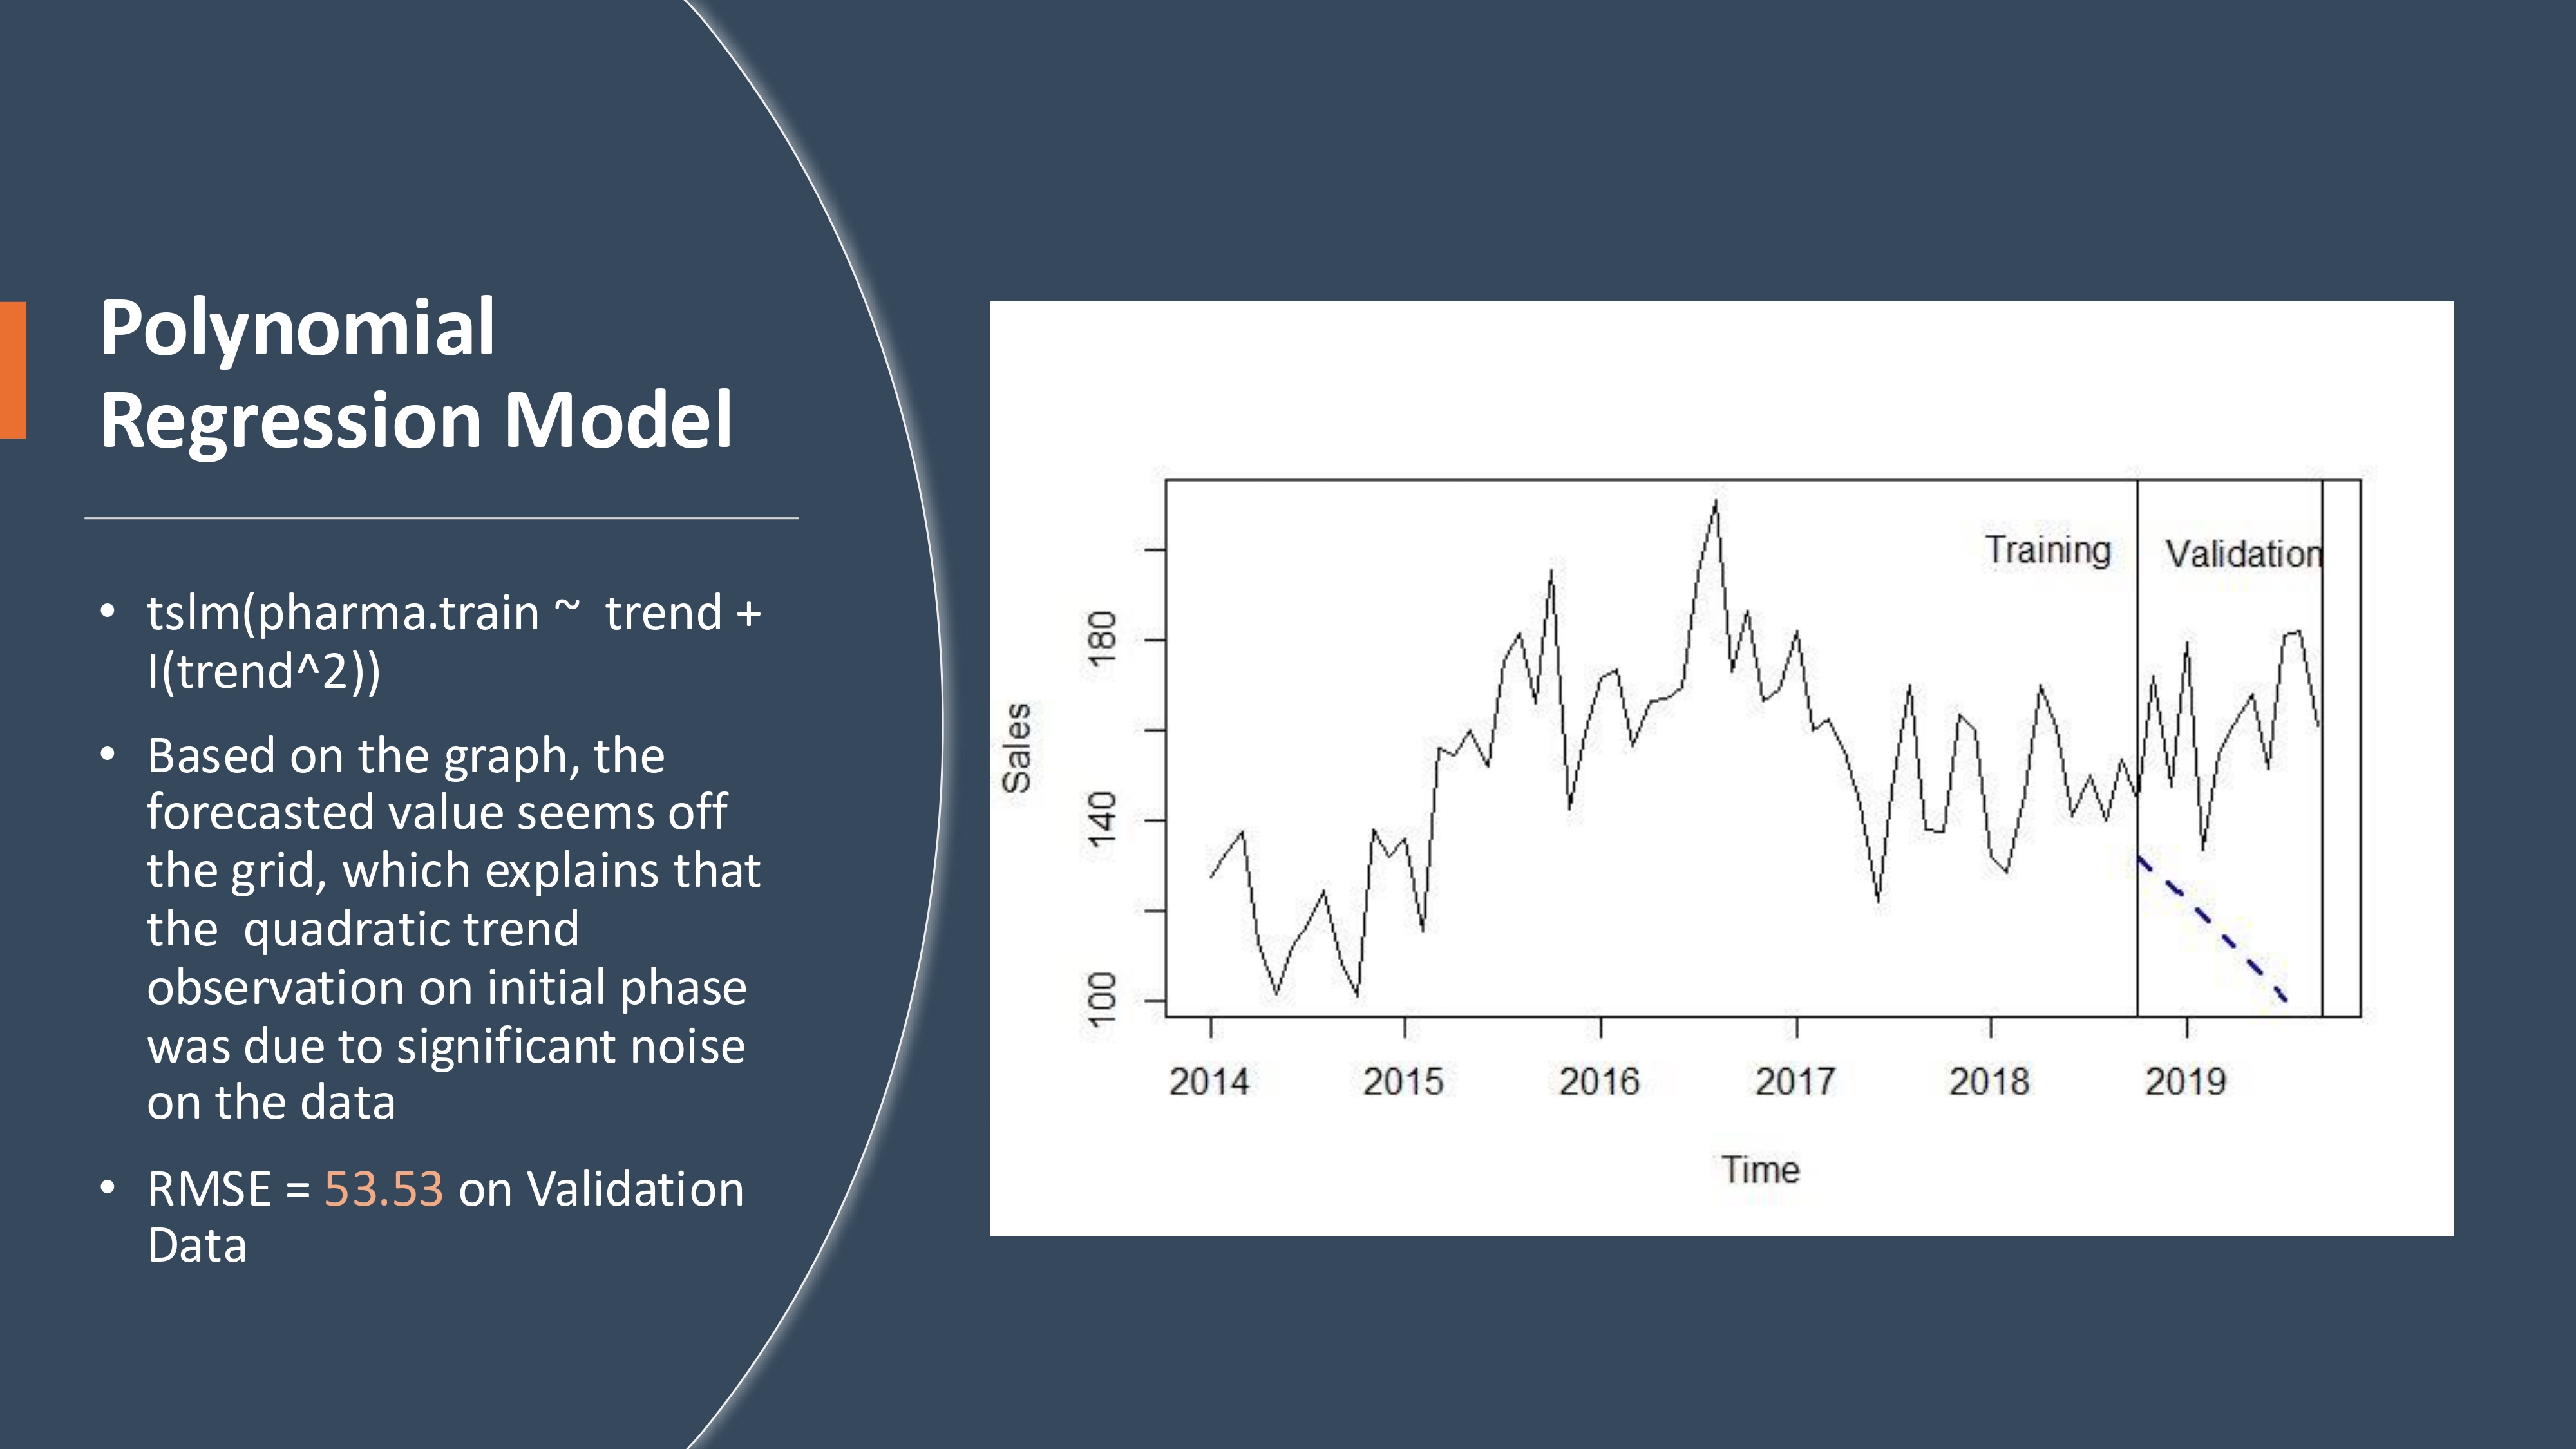 Polynomial
Regression Model
• tslm(pharma.train ~  trend +
I(trend^2))
• Based on the graph, the
forecasted value seems off
the grid, which explains that
the  quadratic trend
observation on initial phase
was due to significant noise
on the data
• RMSE = 53.53 on Validation
Data
Training
Validation
Sales
180
140
100
2014
2015
2016
2017
2018
2019
Time